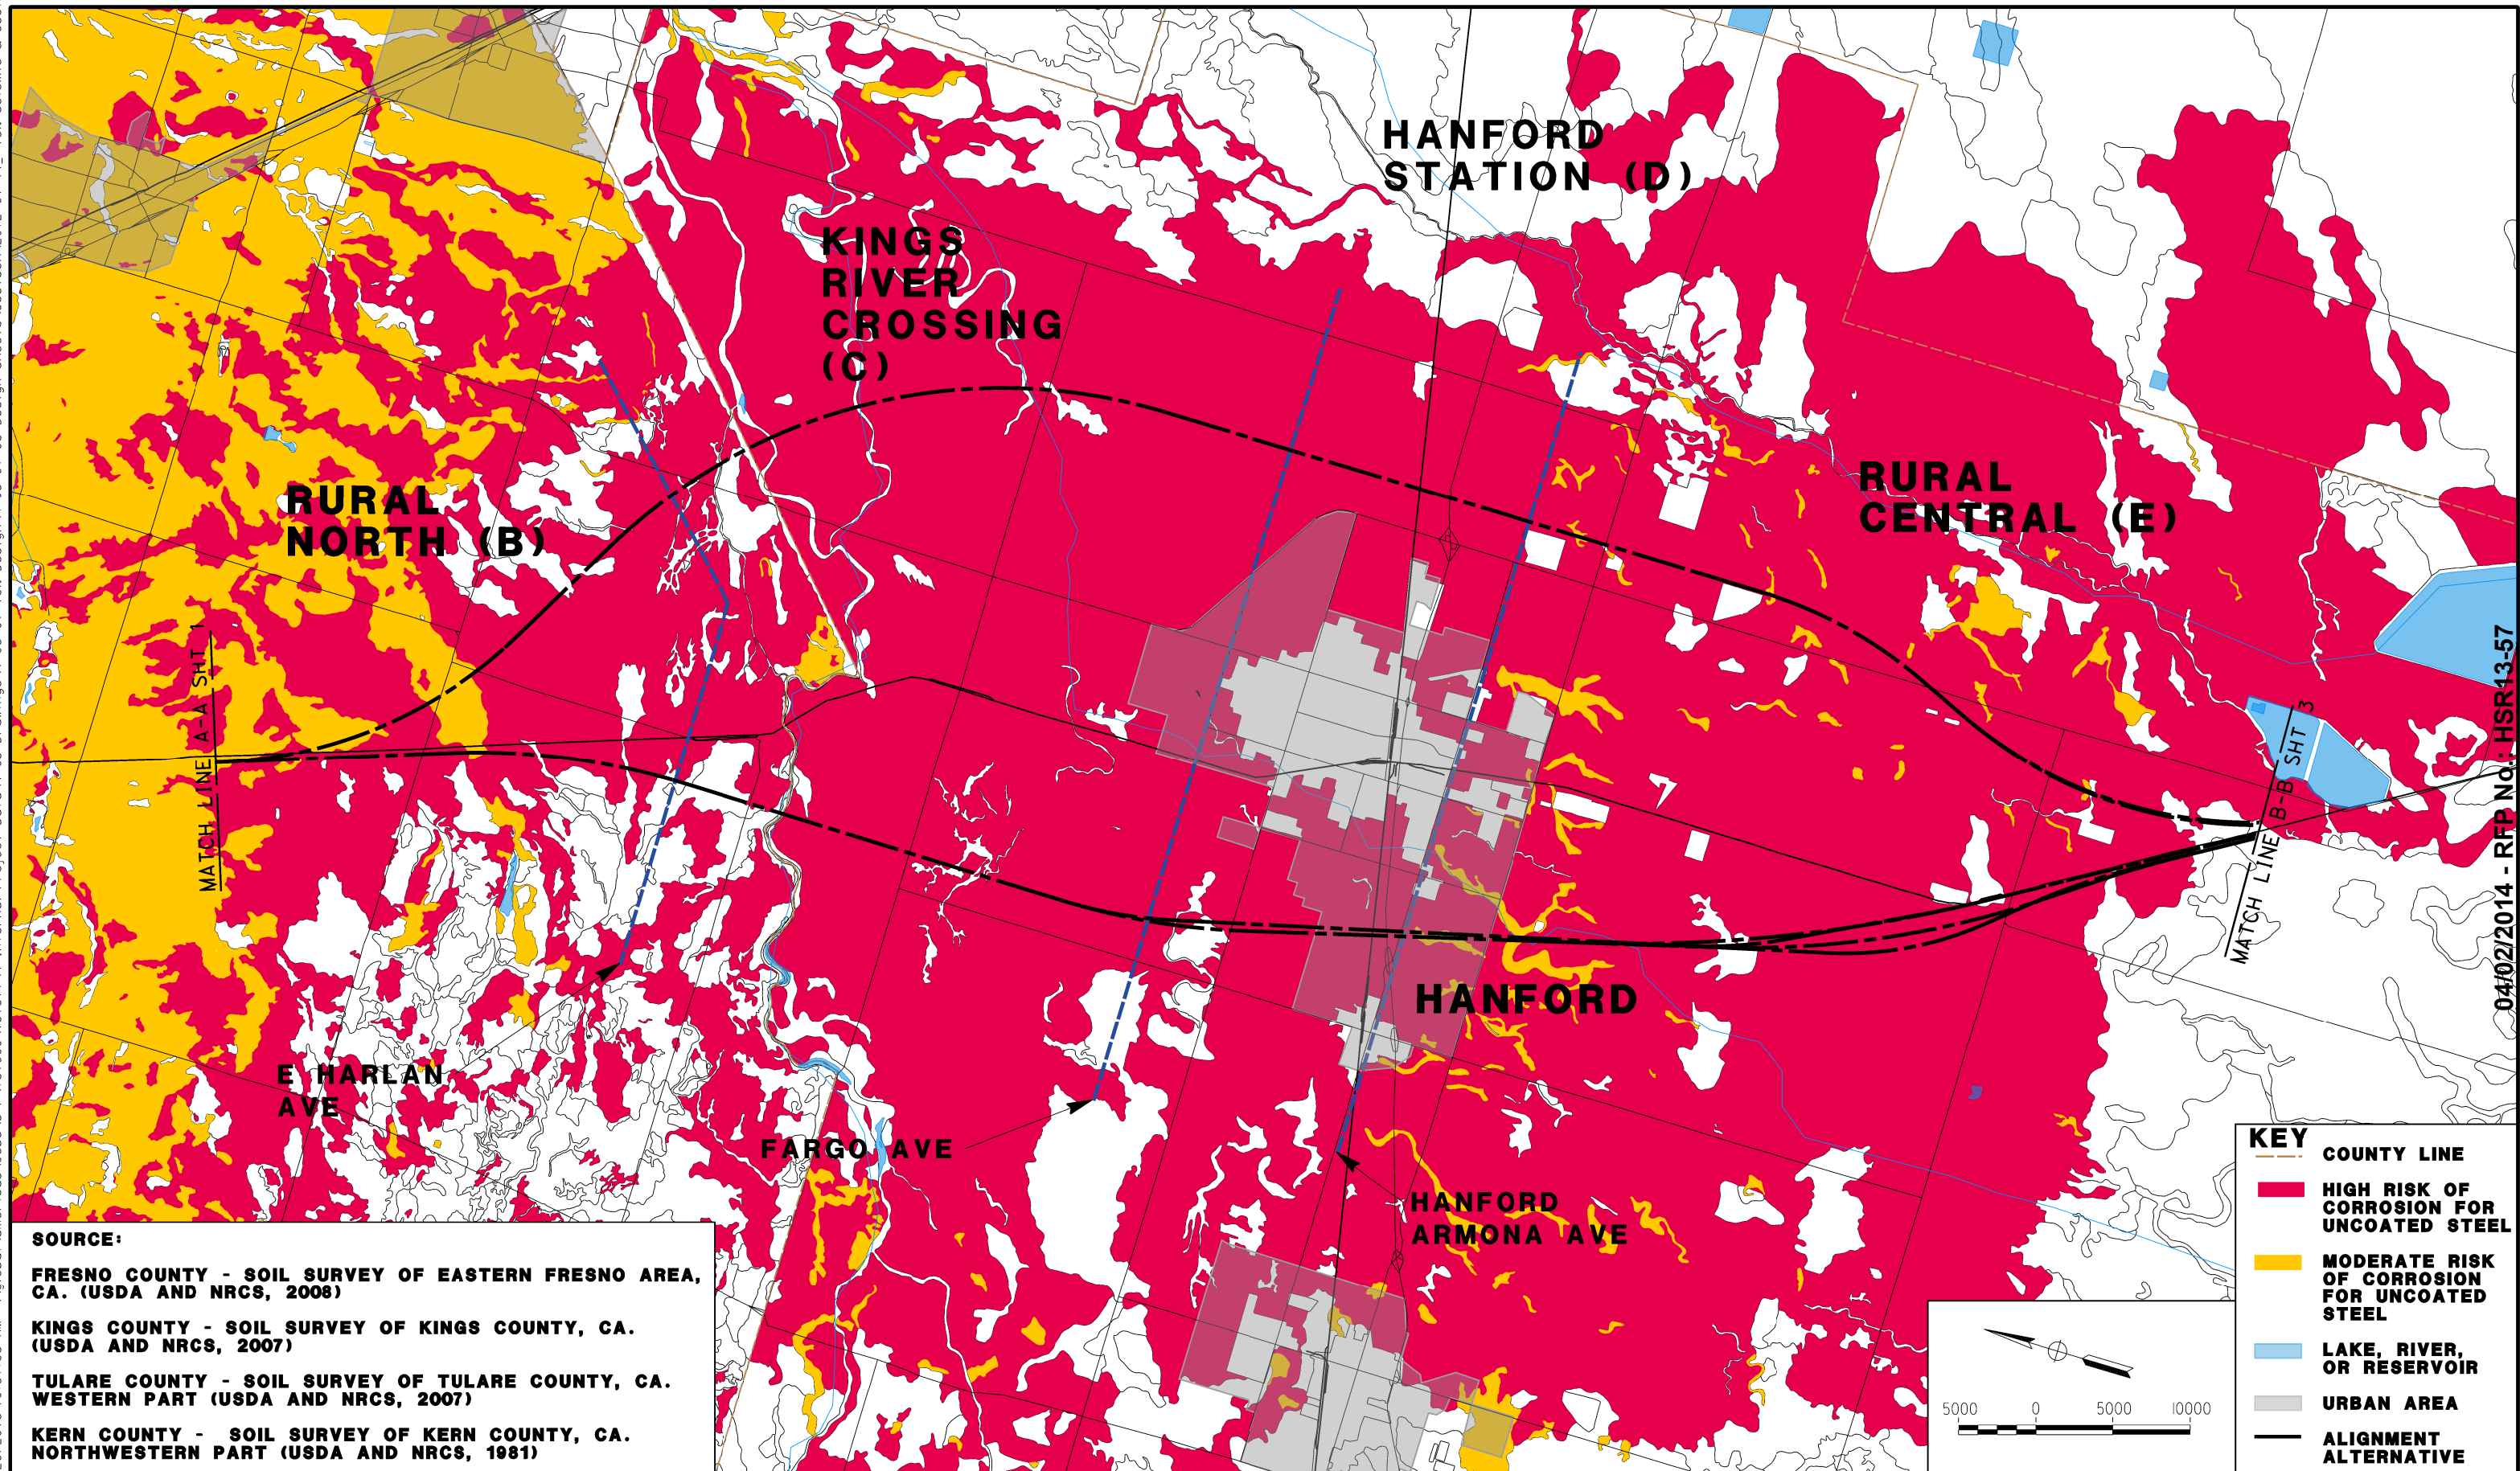 HANFORD
STATION (D)
KINGS
RIVER
CROSSING
(C)
RURAL
NORTH (B)
RURAL
CENTRAL (E)
MATCH LINE A-A SHT 1
MATCH LINE B-B SHT 3
HANFORD
E HARLAN
AVE
FARGO AVE
HANFORD
ARMONA AVE
04/02/2014 - RFP No.: HSR13-57
SOURCE:
FRESNO COUNTY - SOIL SURVEY OF EASTERN FRESNO AREA,
CA. (USDA AND NRCS, 2008)
KINGS COUNTY - SOIL SURVEY OF KINGS COUNTY, CA.
(USDA AND NRCS, 2007)
TULARE COUNTY - SOIL SURVEY OF TULARE COUNTY, CA.
WESTERN PART (USDA AND NRCS, 2007)
KERN COUNTY - SOIL SURVEY OF KERN COUNTY, CA.
NORTHWESTERN PART (USDA AND NRCS, 1981)
5000 0 5000 10000
KEY
COUNTY LINE
HIGH RISK OF
CORROSION FOR
UNCOATED STEEL
MODERATE RISK
OF CORROSION
FOR UNCOATED
STEEL
LAKE, RIVER,
OR RESERVOIR
URBAN AREA
ALIGNMENT
ALTERNATIVE